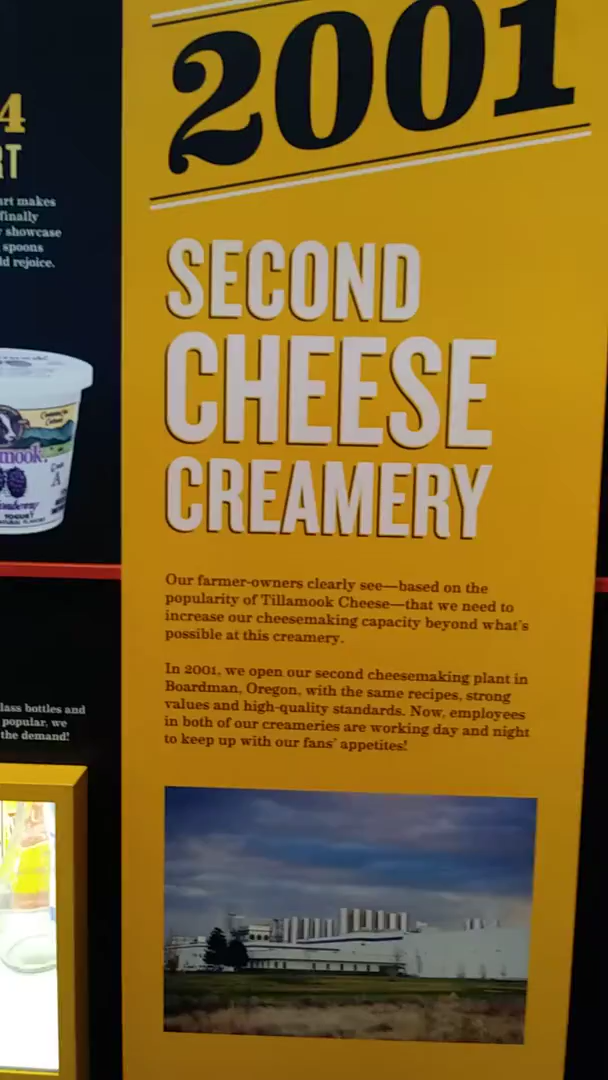 2001
SECOND
CHEESE
CREAMERY
Our farmer-owners clearly see—based on the
popularity of Tillamook Cheese—that we need to
increase our cheesemaking capacity beyond what's
possible at this creamery.
In 2001, we open our second cheesemaking plant in
Boardman, Oregon, with the same recipes, strong
values and high-quality standards. Now, employees
in both of our creameries are working day and night
to keep up with our fans' appetites!
4
RT
makes
finally
showcase
spoons
rejoice.
mook
A
YOGURT
bottles and
popular, we
the demand!